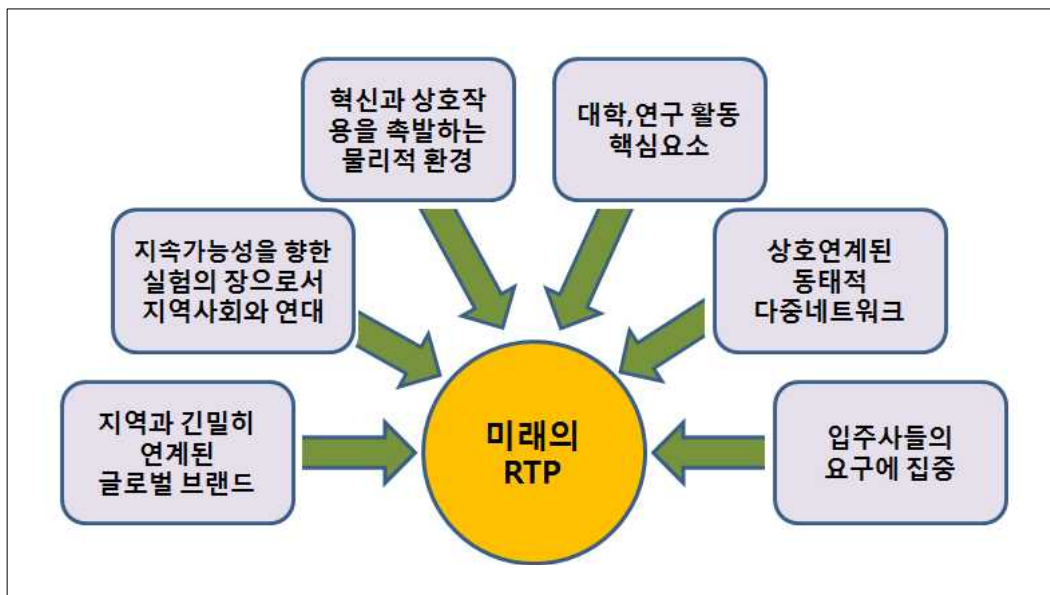 혁신과 상호작
용을 촉발하는
물리적 환경
대학,연구 활동
핵심요소
지속가능성을 향한
실험의 장으로서
지역사회와 연대
상호연계된
동태적
다중네트워크
지역과 긴밀히
연계된
글로벌 브랜드
미래의
RTP
입주사들의
요구에 집중